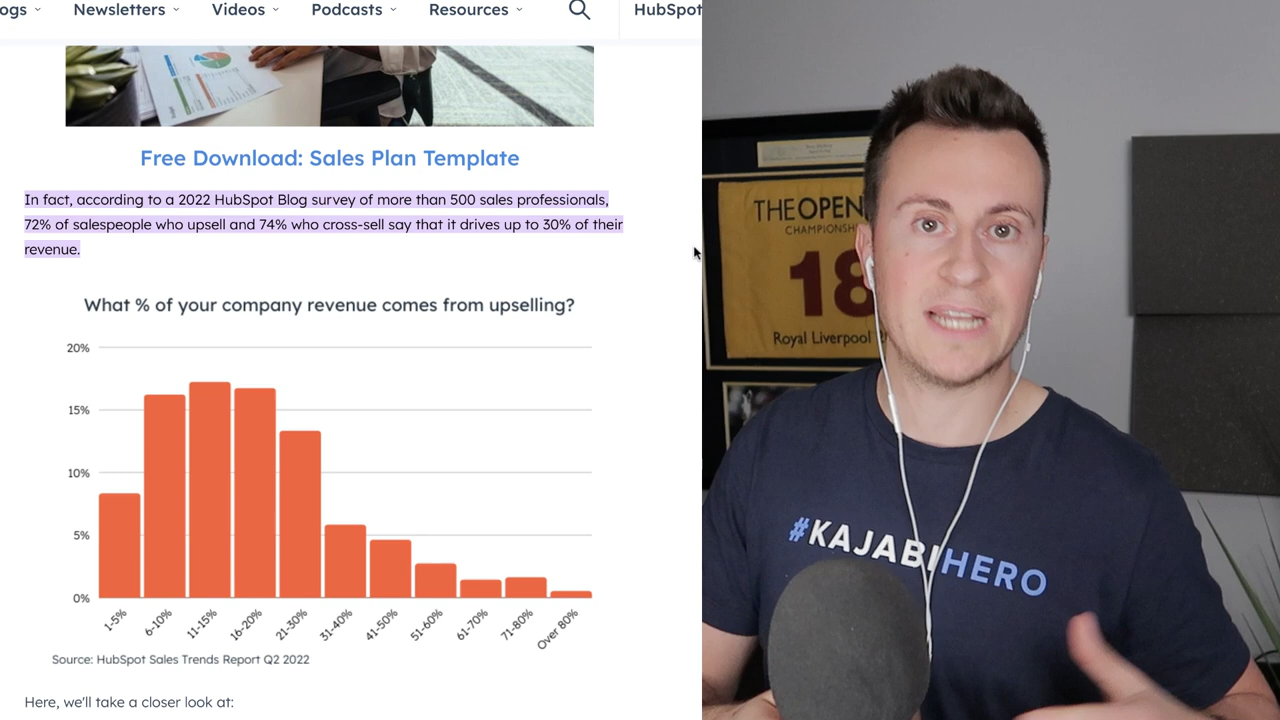 ogs Newsletters Videos Podcasts Resources HubSpot
Free Download: Sales Plan Template
In fact, according to a 2022 HubSpot Blog survey of more than 500 sales professionals,
72% of salespeople who upsell and 74% who cross-sell say that it drives up to 30% of their
revenue.
What % of your company revenue comes from upselling?
20%
15%
10%
5%
0%
1-5% 6-10% 11-15% 16-20% 21-30% 31-40% 41-50% 51-60% 61-70% 71-80% Over 80%
Source: HubSpot Sales Trends Report Q2 2022
Here, we'll take a closer look at:
THE OPEN
CHAMPIONSH
18
Royal Liverpool
#KAJABIHERO